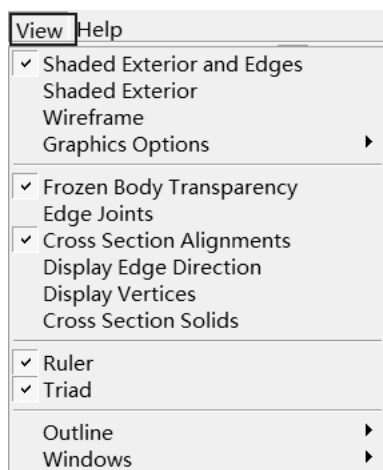 View Help
Shaded Exterior and Edges
Shaded Exterior
Wireframe
Graphics Options
Frozen Body Transparency
Edge Joints
Cross Section Alignments
Display Edge Direction
Display Vertices
Cross Section Solids
Ruler
Triad
Outline
Windows